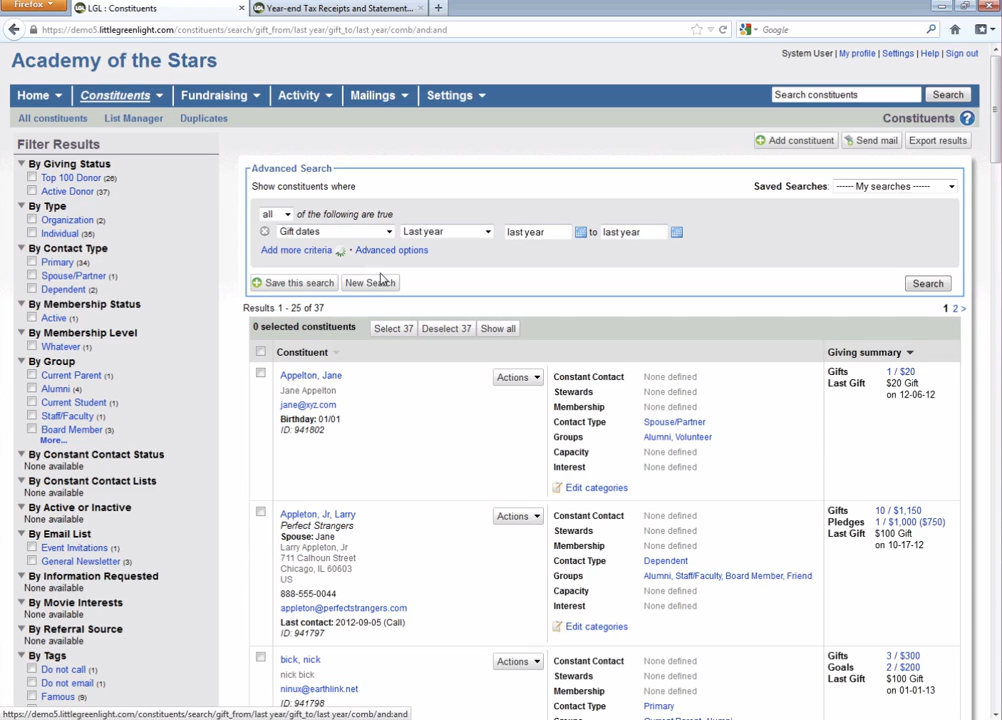 Firefox
LGL : Constituents
Year-end Tax Receipts and Statement...
https://demo5.littlegreenlight.com/constituents/search/gift_from/last year/gift_to/last year/comb/and:and
Google
Academy of the Stars
System User | My profile | Settings | Help | Sign out
Home Constituents Fundraising Activity Mailings Settings
Search constituents Search
All constituents List Manager Duplicates
Constituents ?
Filter Results
Add constituent Send mail Export results
By Giving Status
Top 100 Donor (26)
Active Donor (37)
By Type
Organization (2)
Individual (35)
By Contact Type
Primary (34)
Spouse/Partner (1)
Dependent (2)
By Membership Status
Active (1)
By Membership Level
Whatever (1)
By Group
Current Parent (1)
Alumni (4)
Current Student (1)
Staff/Faculty (1)
Board Member (3)
More...
By Constant Contact Status
None available
By Constant Contact Lists
None available
By Active or Inactive
None available
By Email List
Event Invitations (1)
General Newsletter (3)
By Information Requested
None available
By Movie Interests
None available
By Referral Source
None available
By Tags
Do not call (1)
Do not email (1)
Famous (9)
Advanced Search
Show constituents where
Saved Searches: ------ My searches ------
all of the following are true
Gift dates Last year last year to last year
Add more criteria · Advanced options
Save this search New Search Search
Results 1 - 25 of 37
1 2 >
0 selected constituents Select 37 Deselect 37 Show all
Constituent Giving summary
Appelton, Jane
Jane Appelton
jane@xyz.com
Birthday: 01/01
ID: 941802
Actions
Constant Contact None defined
Stewards None defined
Membership None defined
Contact Type Spouse/Partner
Groups Alumni, Volunteer
Capacity None defined
Interest None defined
Edit categories
Gifts 1 / $20
Last Gift $20 Gift
on 12-06-12
Appleton, Jr, Larry
Perfect Strangers
Spouse: Jane
Larry Appleton, Jr
711 Calhoun Street
Chicago, IL 60603
US
888-555-0044
appleton@perfectstrangers.com
Last contact: 2012-09-05 (Call)
ID: 941797
Actions
Constant Contact None defined
Stewards None defined
Membership None defined
Contact Type Dependent
Groups Alumni, Staff/Faculty, Board Member, Friend
Capacity None defined
Interest None defined
Edit categories
Gifts 10 / $1,150
Pledges 1 / $1,000 ($750)
Last Gift $100 Gift
on 10-17-12
bick, nick
nick bick
ninux@earthlink.net
ID: 941798
Actions
Constant Contact None defined
Stewards None defined
Membership None defined
Contact Type Primary
Groups Current Parent, Alumni
Gifts 3 / $300
Goals 2 / $200
Last Gift $100 Gift
on 01-01-13
https://demo5.littlegreenlight.com/constituents/search/gift_from/last year/gift_to/last year/comb/and:and